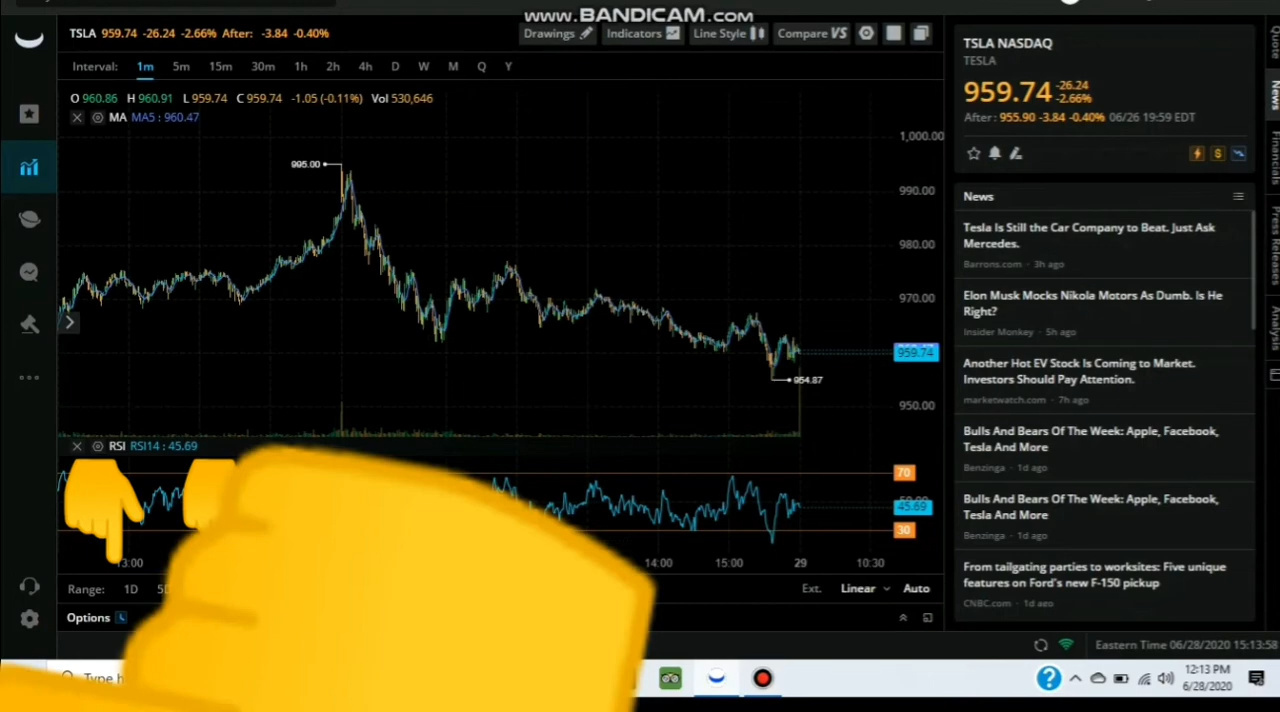 www.BANDICAM.com
TSLA 959.74 -26.24 -2.66% After: -3.84 -0.40%
Drawings Indicators Line Style Compare VS
Interval: 1m 5m 15m 30m 1h 2h 4h D W M Q Y
O 960.86 H 960.91 L 959.74 C 959.74 -1.05 (-0.11%) Vol 530,646
MA MA5 : 960.47
1,000.00
995.00
990.00
980.00
970.00
959.74
954.87
950.00
RSI RSI14 : 45.69
70
45.69
30
13:00 14:00 15:00 29 10:30
Range: 1D
Ext. Linear Auto
Options
TSLA NASDAQ
TESLA
959.74 -26.24
-2.66%
After: 955.90 -3.84 -0.40% 06/26 19:59 EDT
News
Tesla Is Still the Car Company to Beat. Just Ask
Mercedes.
Barrons.com · 3h ago
Elon Musk Mocks Nikola Motors As Dumb. Is He
Right?
Insider Monkey · 5h ago
Another Hot EV Stock Is Coming to Market.
Investors Should Pay Attention.
marketwatch.com · 7h ago
Bulls And Bears Of The Week: Apple, Facebook,
Tesla And More
Benzinga · 1d ago
Bulls And Bears Of The Week: Apple, Facebook,
Tesla And More
Benzinga · 1d ago
From tailgating parties to worksites: Five unique
features on Ford's new F-150 pickup
CNBC.com · 1d ago
Quote
News
Financials
Press Releases
Analysis
Eastern Time 06/28/2020 15:13:58
Type
12:13 PM
6/28/2020